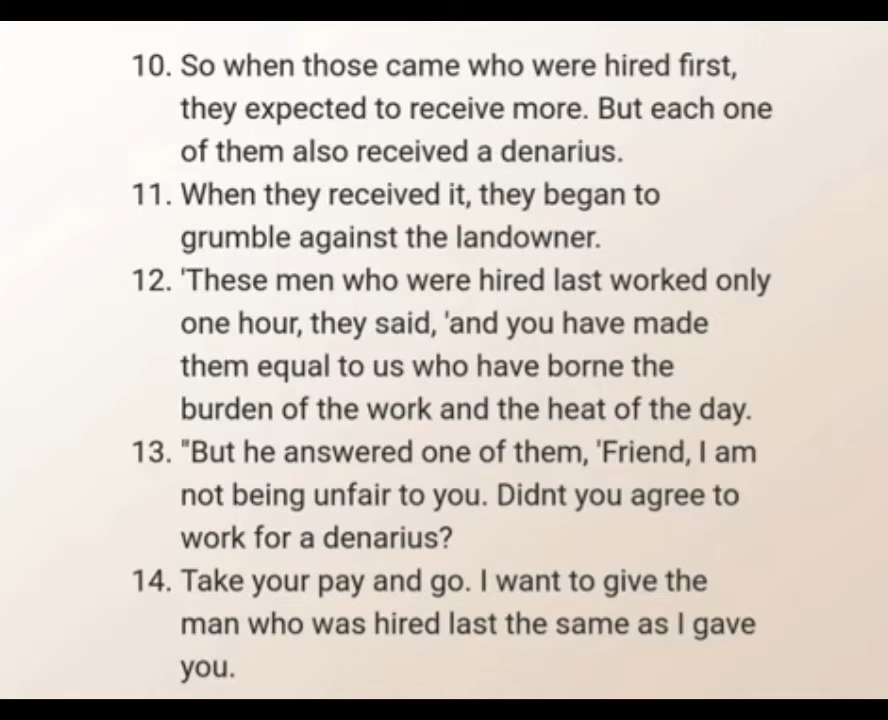 10. So when those came who were hired first,
they expected to receive more. But each one
of them also received a denarius.
11. When they received it, they began to
grumble against the landowner.
12. 'These men who were hired last worked only
one hour, they said, 'and you have made
them equal to us who have borne the
burden of the work and the heat of the day.
13. "But he answered one of them, 'Friend, I am
not being unfair to you. Didnt you agree to
work for a denarius?
14. Take your pay and go. I want to give the
man who was hired last the same as I gave
you.